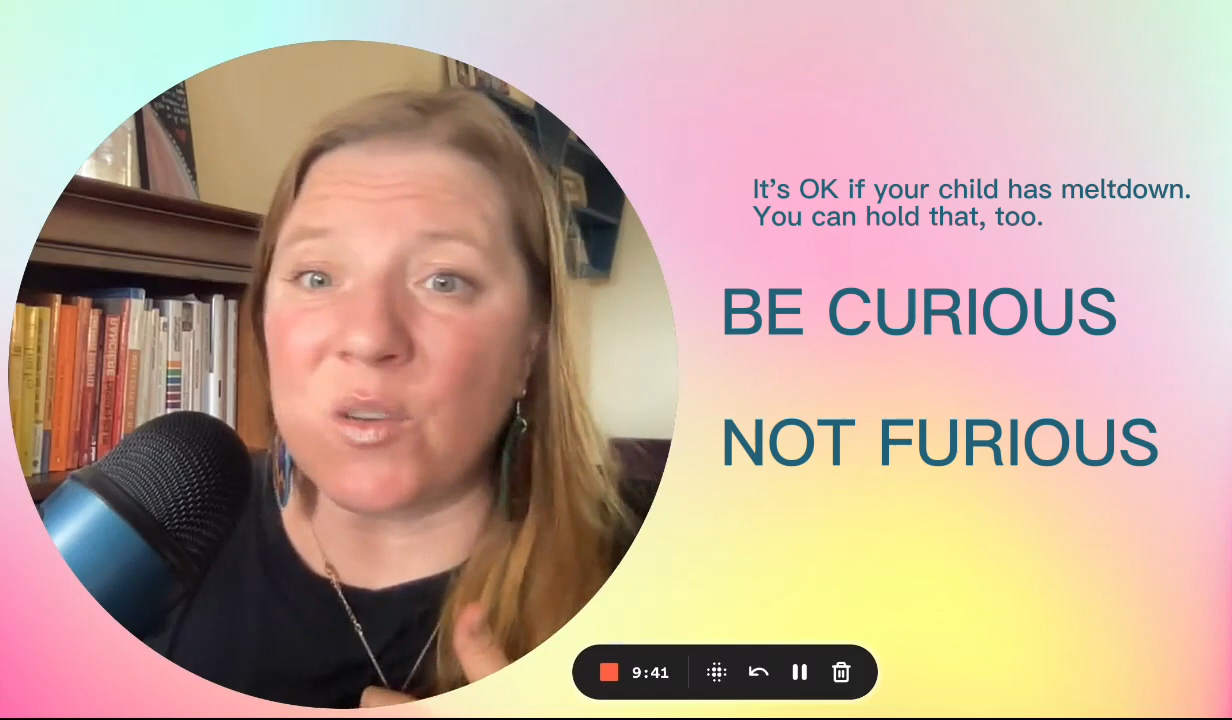 It's OK if your child has meltdown.
You can hold that, too.
BE CURIOUS
NOT FURIOUS
9:41